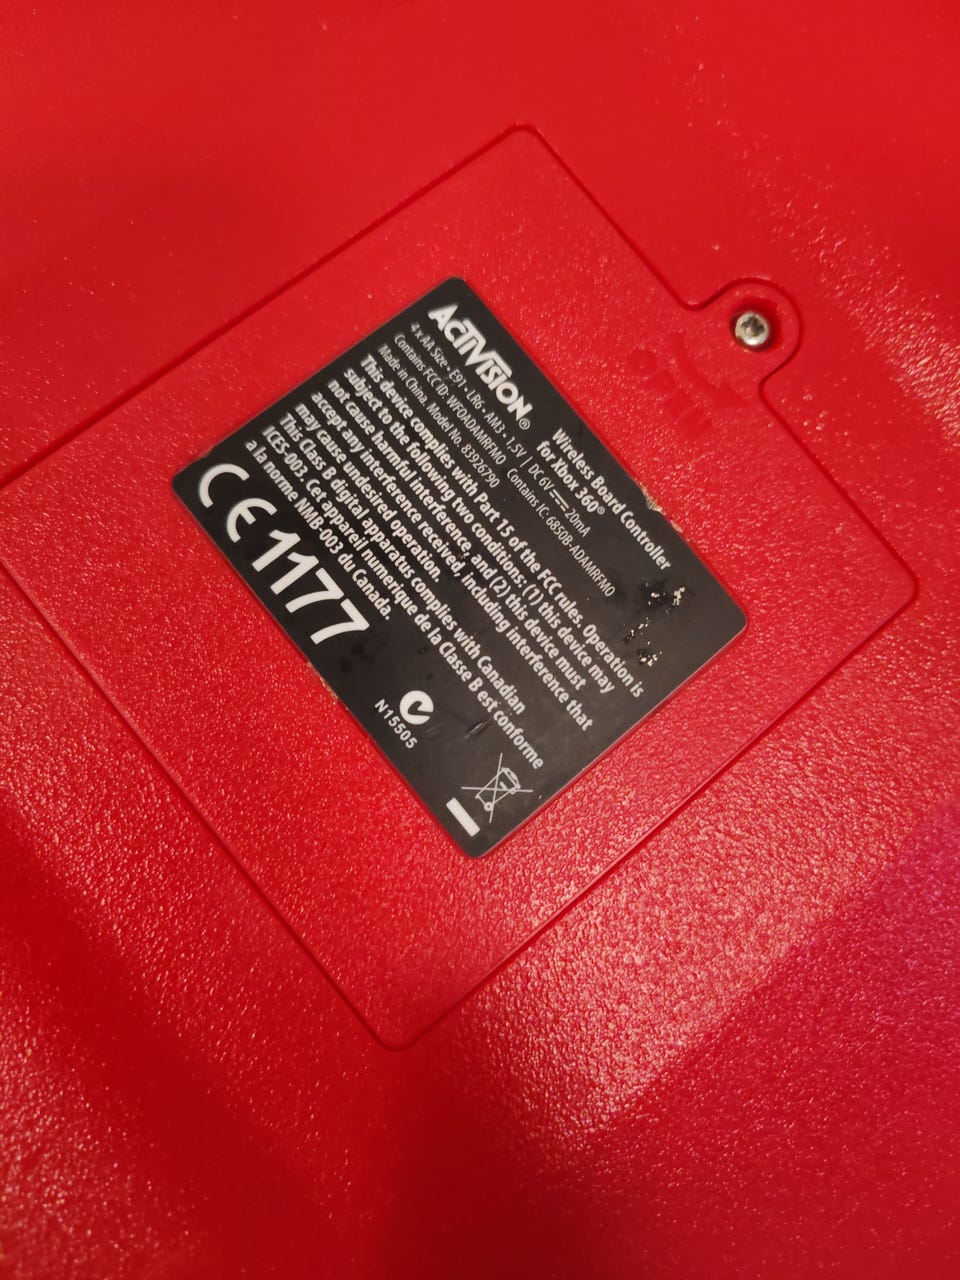 ACTiViSiON®
Wireless Board Controller
for Xbox 360®
4 x AA Size • E91 • LR6 • AM3 • 1,5V | DC 6V ⎓ 20mA
Contains FCC ID: WFOADAMRFMO Contains IC: 6850B-ADAMRFMO
Made in China. Model No. 83926790
This device complies with Part 15 of the FCC rules. Operation is
subject to the following two conditions: (1) this device may
not cause harmful interference, and (2) this device must
accept any interference received, including interference that
may cause undesired operation.
This Class B digital apparatus complies with Canadian
ICES-003. Cet appareil numerique de la Classe B est conforme
a la norme NMB-003 du Canada.
CE1177
N15505
OPEN